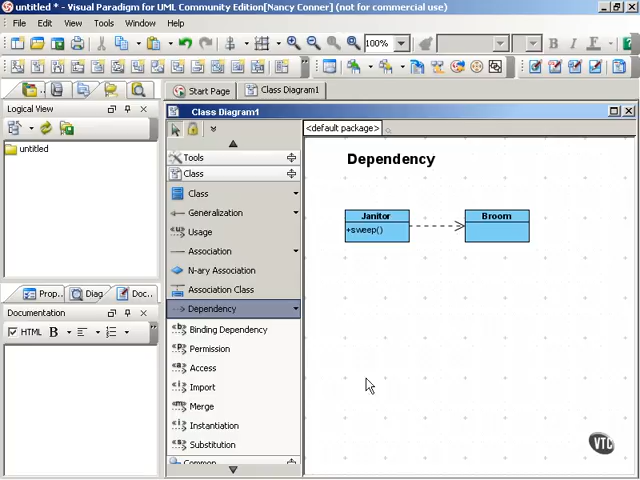 untitled * - Visual Paradigm for UML Community Edition[Nancy Conner] (not for commercial use)
File Edit View Tools Window Help
100%
B I
Start Page
Class Diagram1
Logical View
untitled
Class Diagram1
<default package>
Tools
Class
Class
Generalization
Usage
Association
N-ary Association
Association Class
Dependency
Binding Dependency
Permission
Access
Import
Merge
Instantiation
Substitution
Common
Dependency
Janitor
+sweep()
Broom
Prop...
Diag
Doc...
Documentation
HTML B
VTC